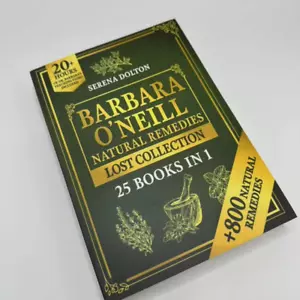 20+
HOURS
SERENA DOLTON
BARBARA
O'NEILL
NATURAL REMEDIES
LOST COLLECTION
25 BOOKS IN 1
+800 NATURAL
REMEDIES